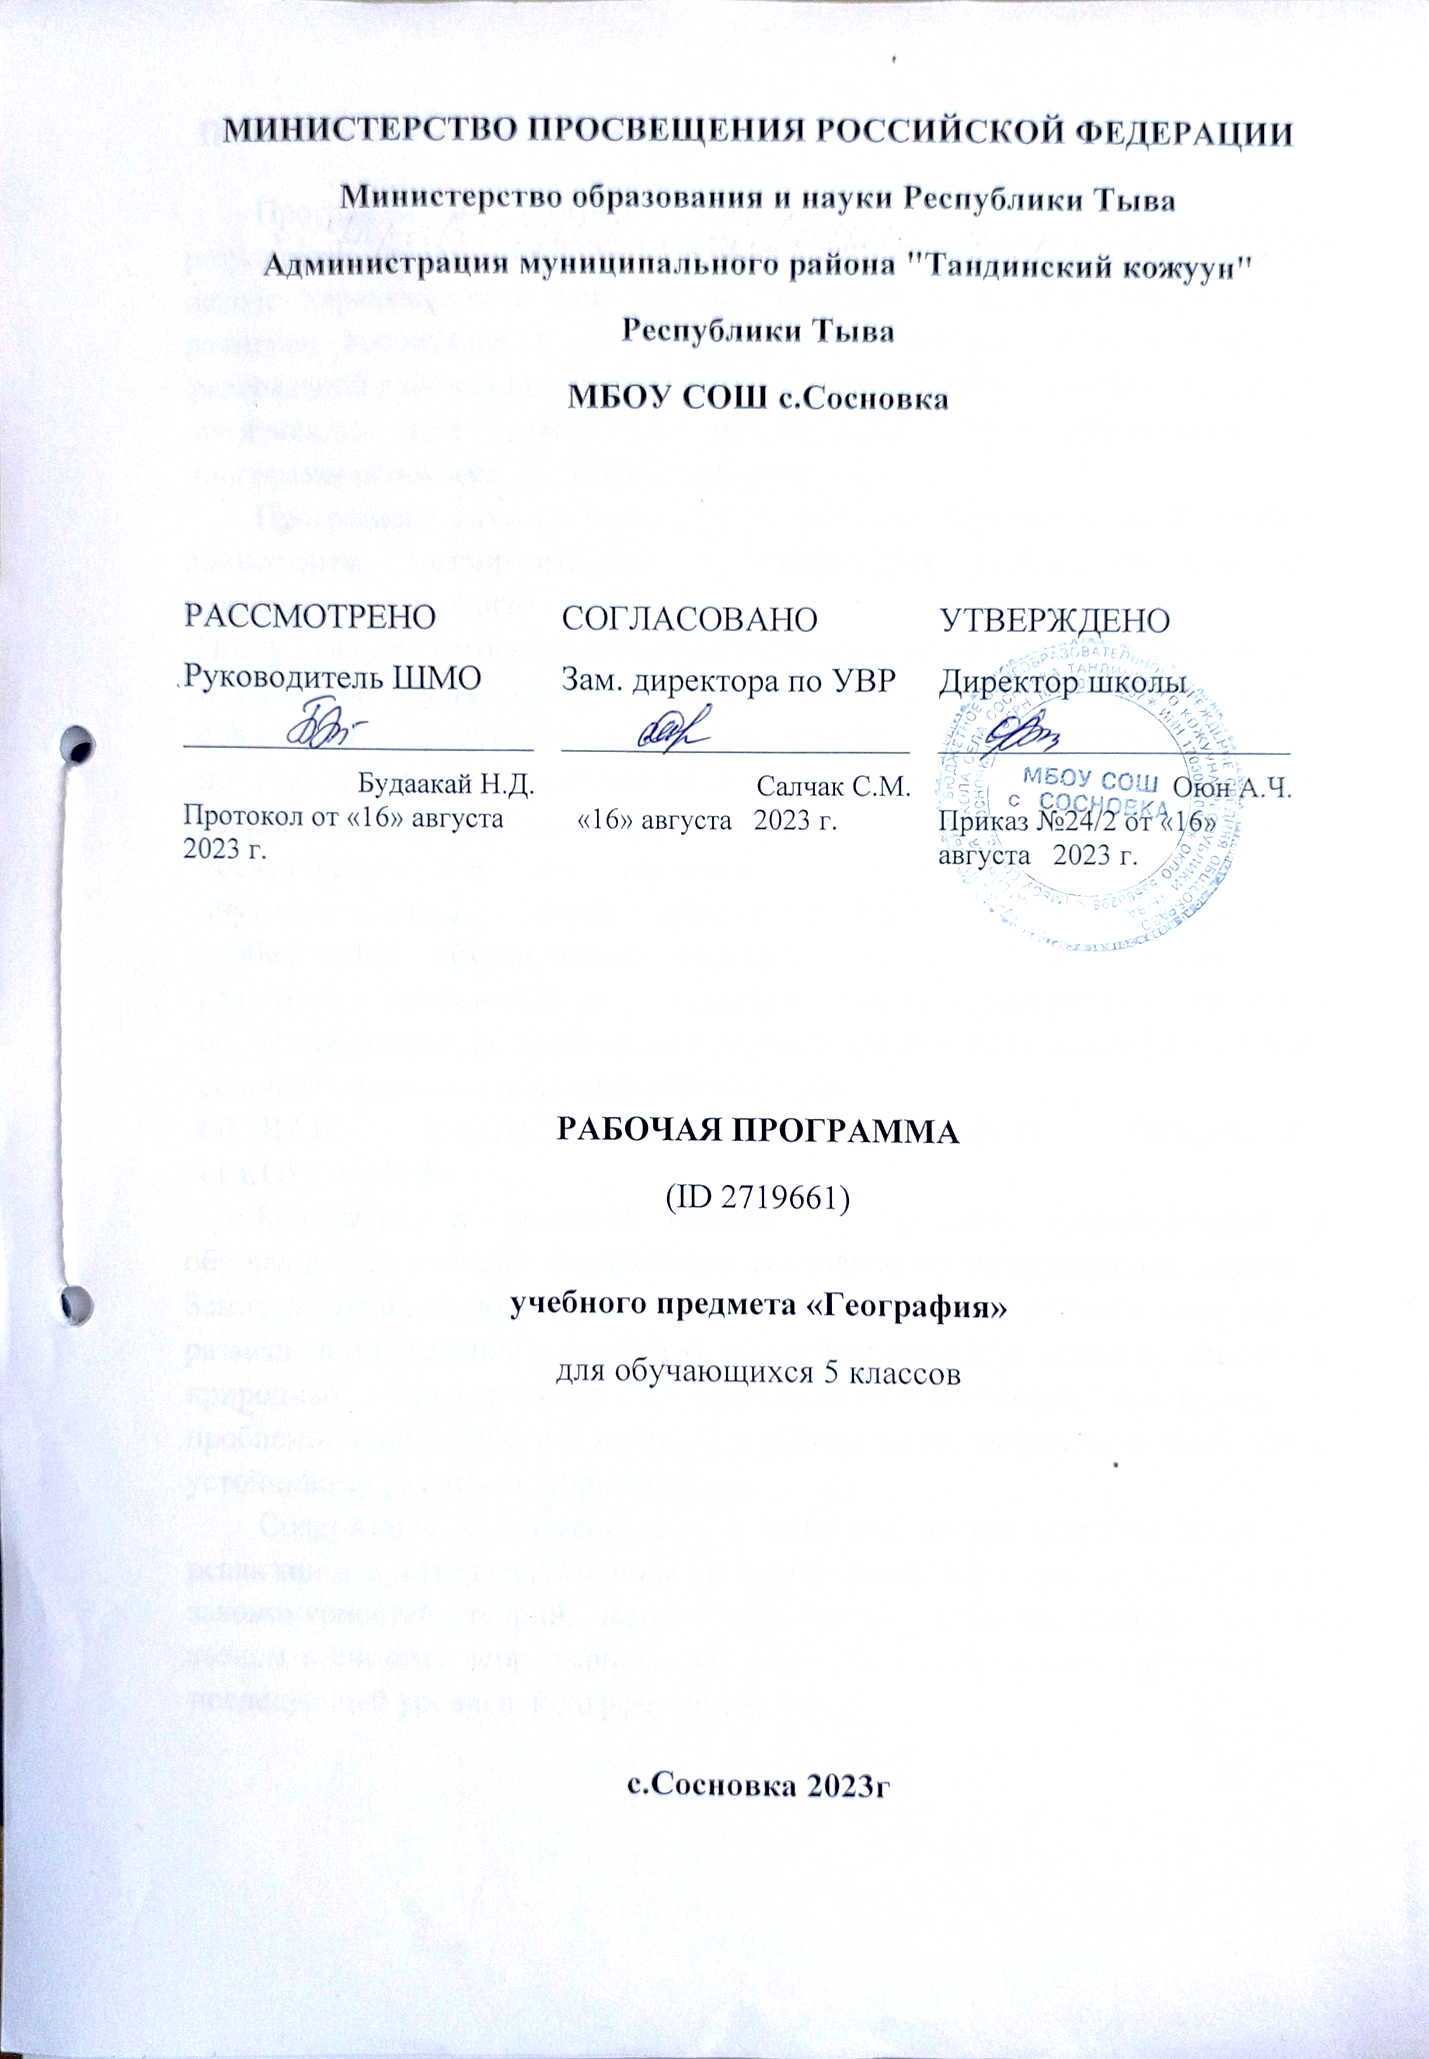 МИНИСТЕРСТВО ПРОСВЕЩЕНИЯ РОССИЙСКОЙ ФЕДЕРАЦИИ
Министерство образования и науки Республики Тыва
Администрация муниципального района "Тандинский кожуун"
Республики Тыва
МБОУ СОШ с.Сосновка
РАССМОТРЕНО
Руководитель ШМО
Будаакай Н.Д.
Протокол от «16» августа
2023 г.
СОГЛАСОВАНО
Зам. директора по УВР
Салчак С.М.
«16» августа 2023 г.
УТВЕРЖДЕНО
Директор школы
Оюн А.Ч.
Приказ №24/2 от «16»
августа 2023 г.
МБОУ СОШ
с СОСНОВКА
РАБОЧАЯ ПРОГРАММА
(ID 2719661)
учебного предмета «География»
для обучающихся 5 классов
с.Сосновка 2023г